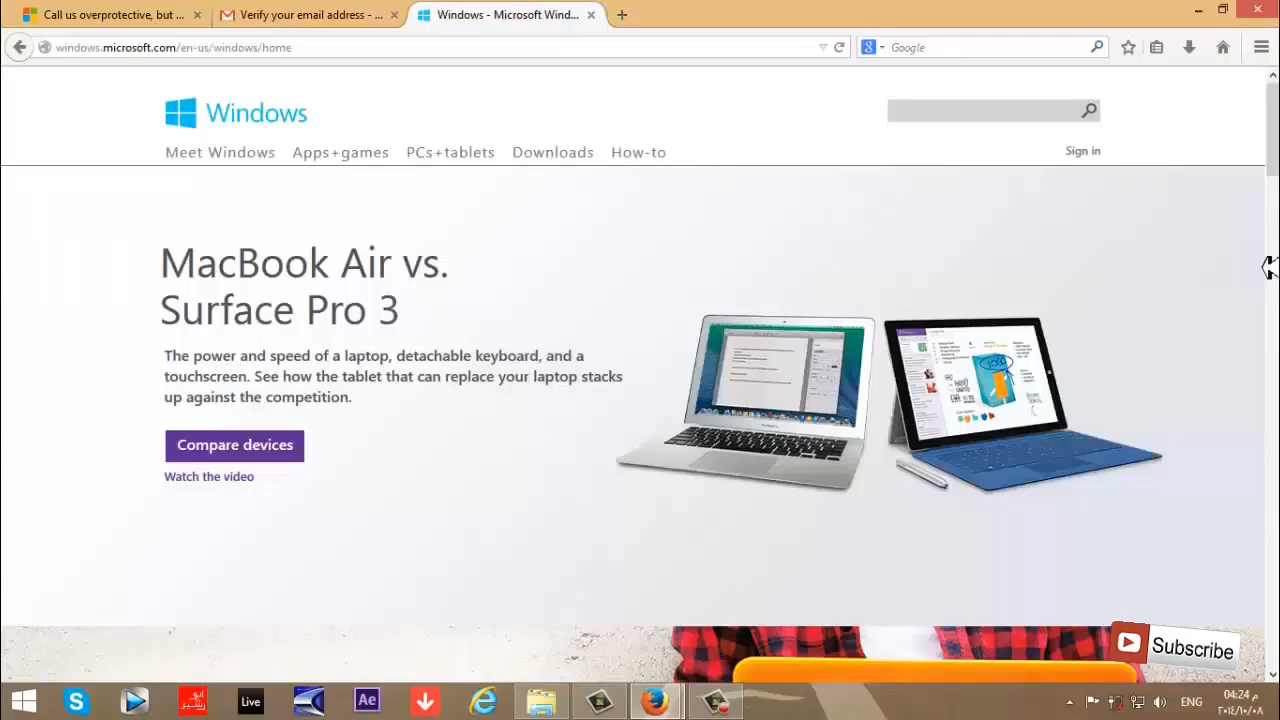 Call us overprotective, but ...
Verify your email address - ...
Windows - Microsoft Wind...
windows.microsoft.com/en-us/windows/home
Google
Windows
Meet Windows
Apps+games
PCs+tablets
Downloads
How-to
Sign in
MacBook Air vs.
Surface Pro 3
The power and speed of a laptop, detachable keyboard, and a
touchscreen. See how the tablet that can replace your laptop stacks
up against the competition.
Compare devices
Watch the video
Subscribe
Live
Ae
ENG
04:24 م
٢٠١٤/١٠/٠٨